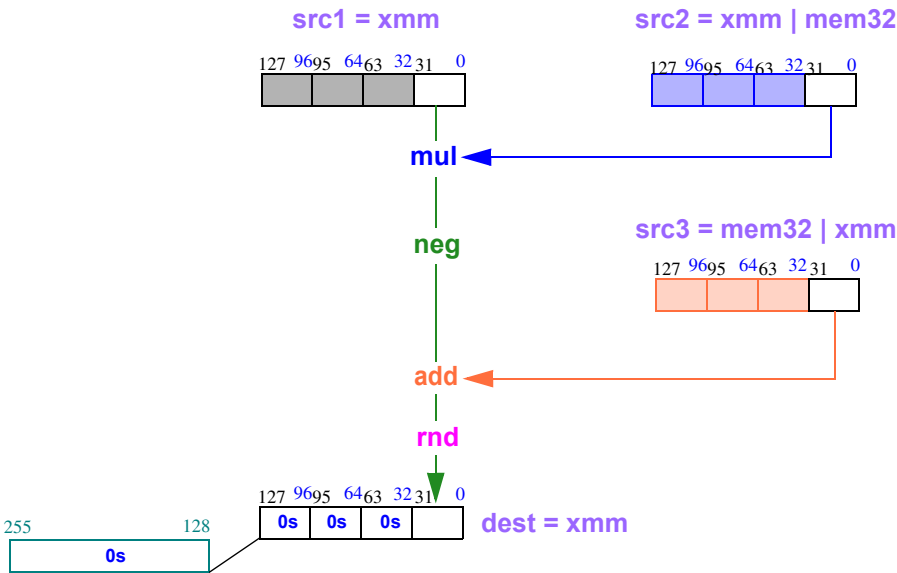 src1 = xmm
src2 = xmm | mem32
127 96 95 64 63 32 31 0
127 96 95 64 63 32 31 0
mul
src3 = mem32 | xmm
neg
127 96 95 64 63 32 31 0
add
rnd
127 96 95 64 63 32 31 0
0s 0s 0s
dest = xmm
255 128
0s